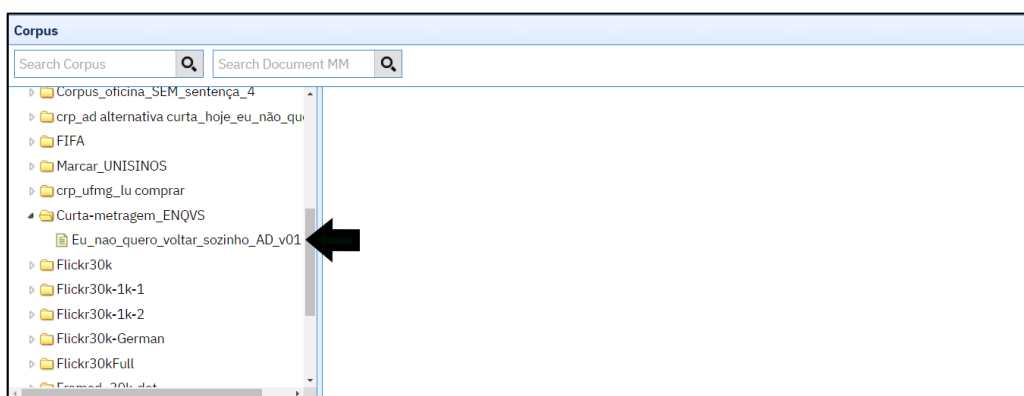 Corpus
Search Corpus Search Document MM
Corpus_oficina_SEM_sentença_4
crp_ad alternativa curta_hoje_eu_não_que
FIFA
Marcar_UNISINOS
crp_ufmg_lu comprar
Curta-metragem_ENQVS
Eu_nao_quero_voltar_sozinho_AD_v01
Flickr30k
Flickr30k-1k-1
Flickr30k-1k-2
Flickr30k-German
Flickr30kFull